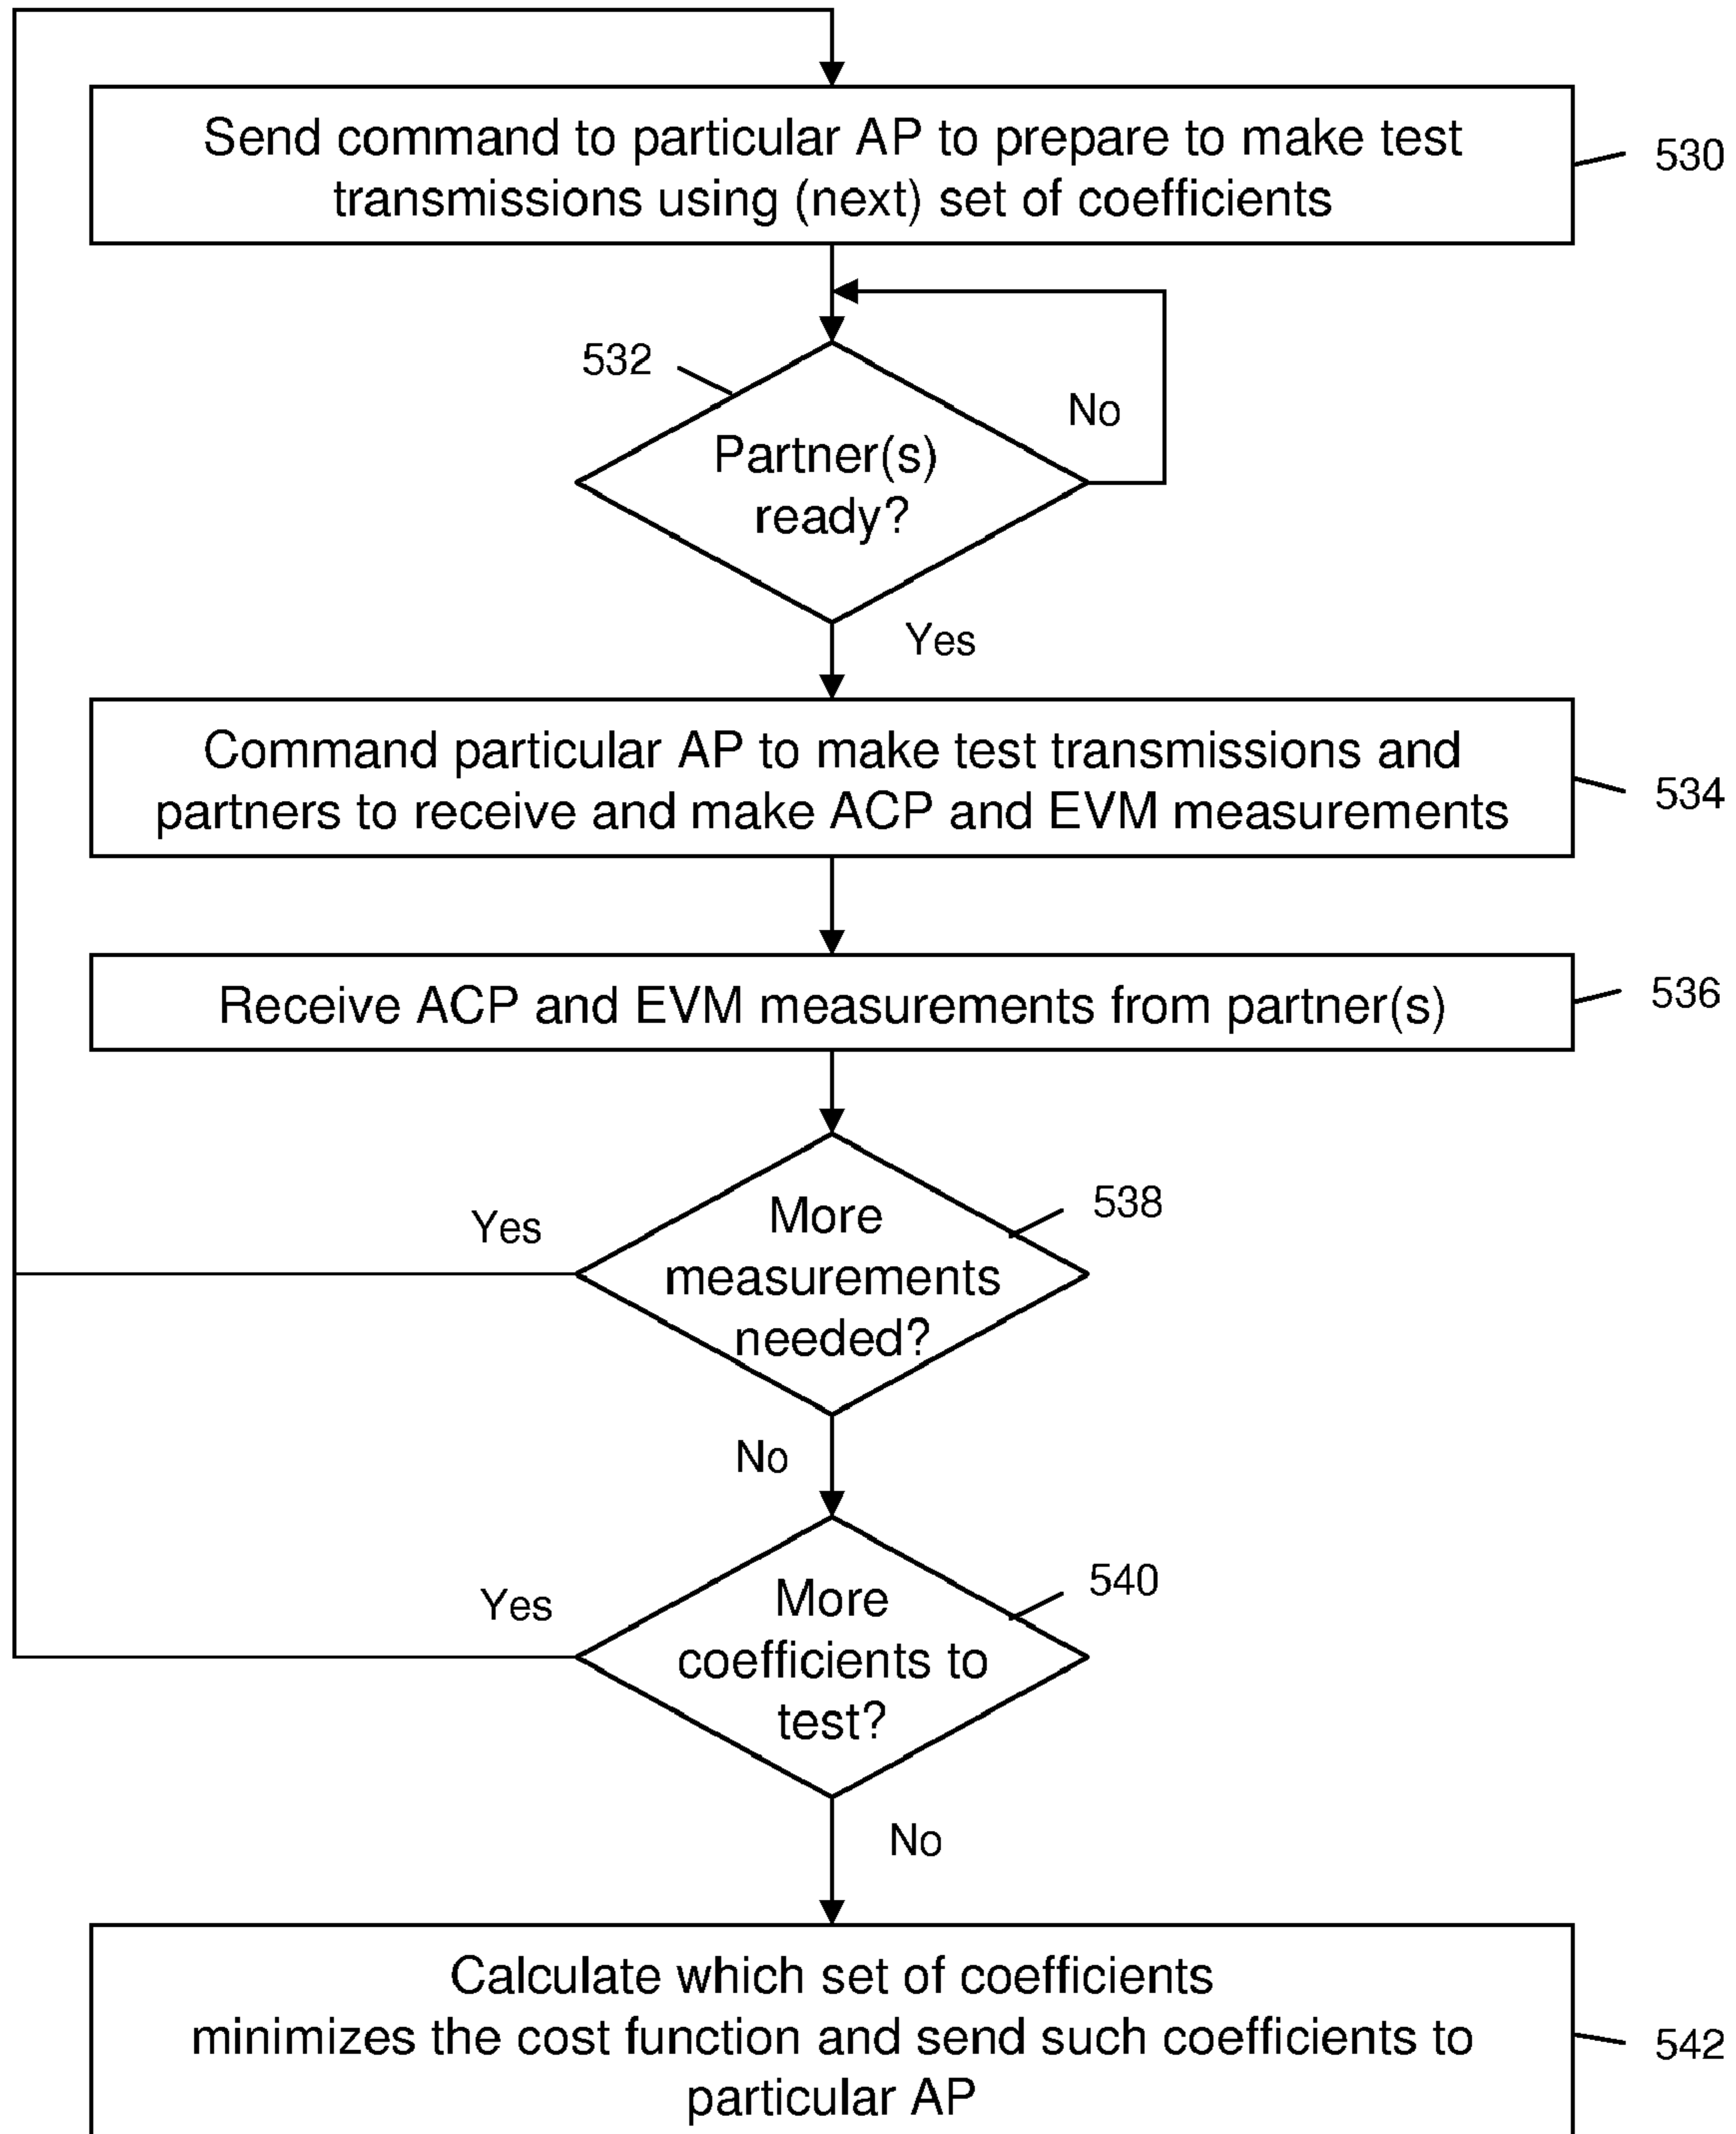 Send command to particular AP to prepare to make test
transmissions using (next) set of coefficients
530
532
No
Partner(s)
ready?
Yes
Command particular AP to make test transmissions and
partners to receive and make ACP and EVM measurements
534
Receive ACP and EVM measurements from partner(s)
536
More
measurements
needed?
538
Yes
No
More
coefficients to
test?
540
Yes
No
Calculate which set of coefficients
minimizes the cost function and send such coefficients to
particular AP
542